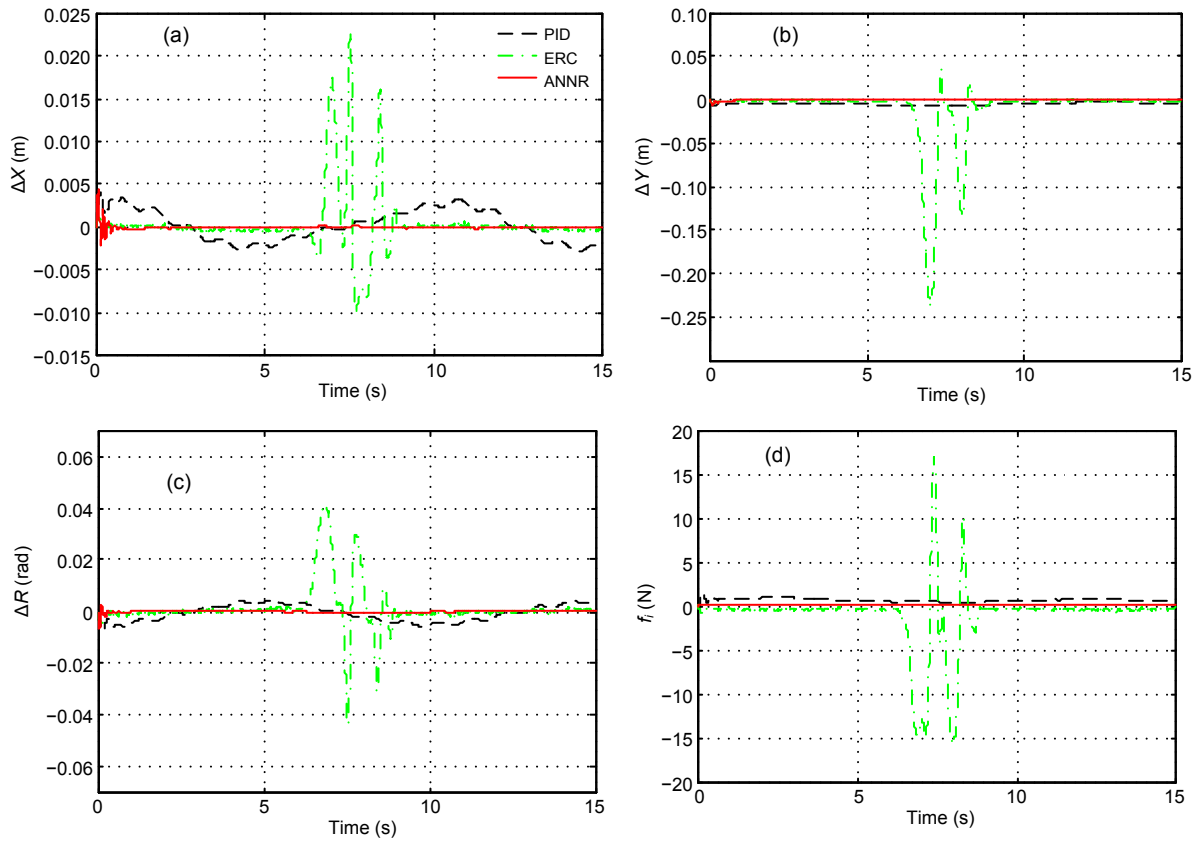 (a)
PID
ERC
ANNR
0.025
0.020
0.015
0.010
0.005
0
−0.005
−0.010
−0.015
ΔX (m)
0 5 10 15
Time (s)
(b)
0.10
0.05
0
−0.05
−0.10
−0.15
−0.20
−0.25
ΔY (m)
0 5 10 15
Time (s)
(c)
0.06
0.04
0.02
0
−0.02
−0.04
−0.06
ΔR (rad)
0 5 10 15
Time (s)
(d)
20
15
10
5
0
−5
−10
−15
−20
fi (N)
0 5 10 15
Time (s)